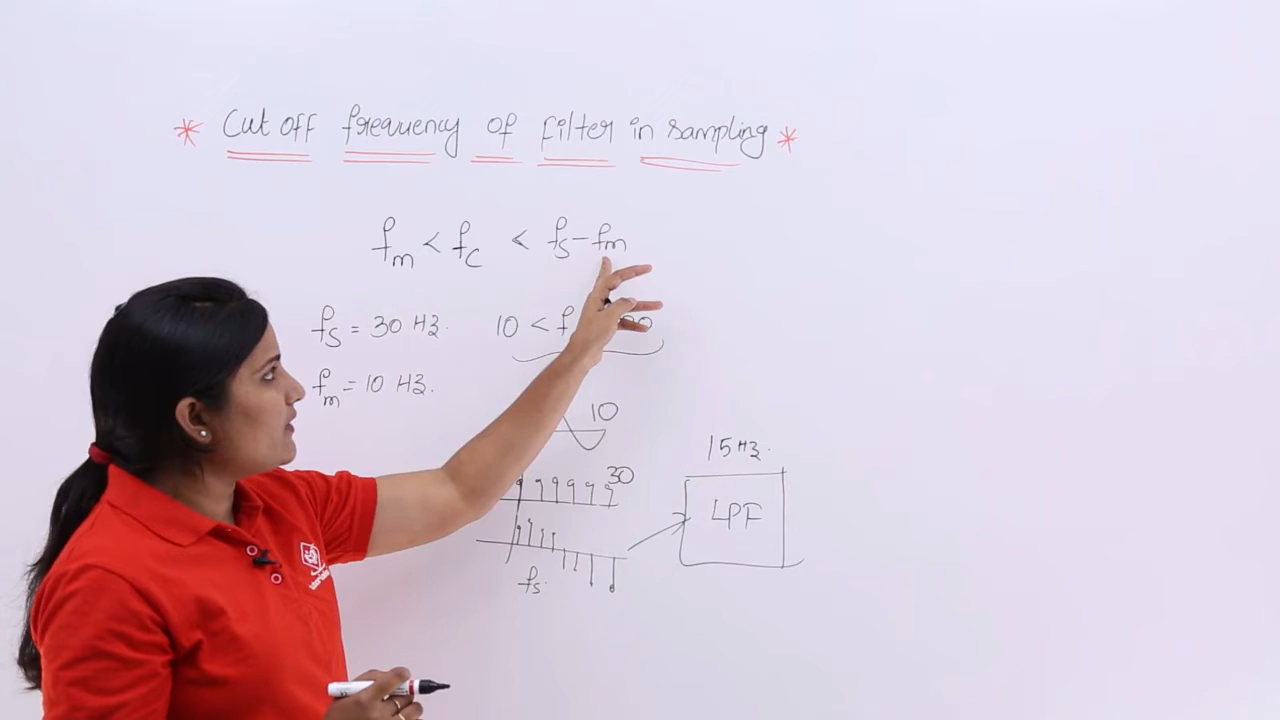 * Cut off frequency of Filter in sampling *
fm < fc < fs - fm
fs = 30 Hz.
10 < f
fm = 10 Hz.
10
30
15 Hz.
LPF
fs.